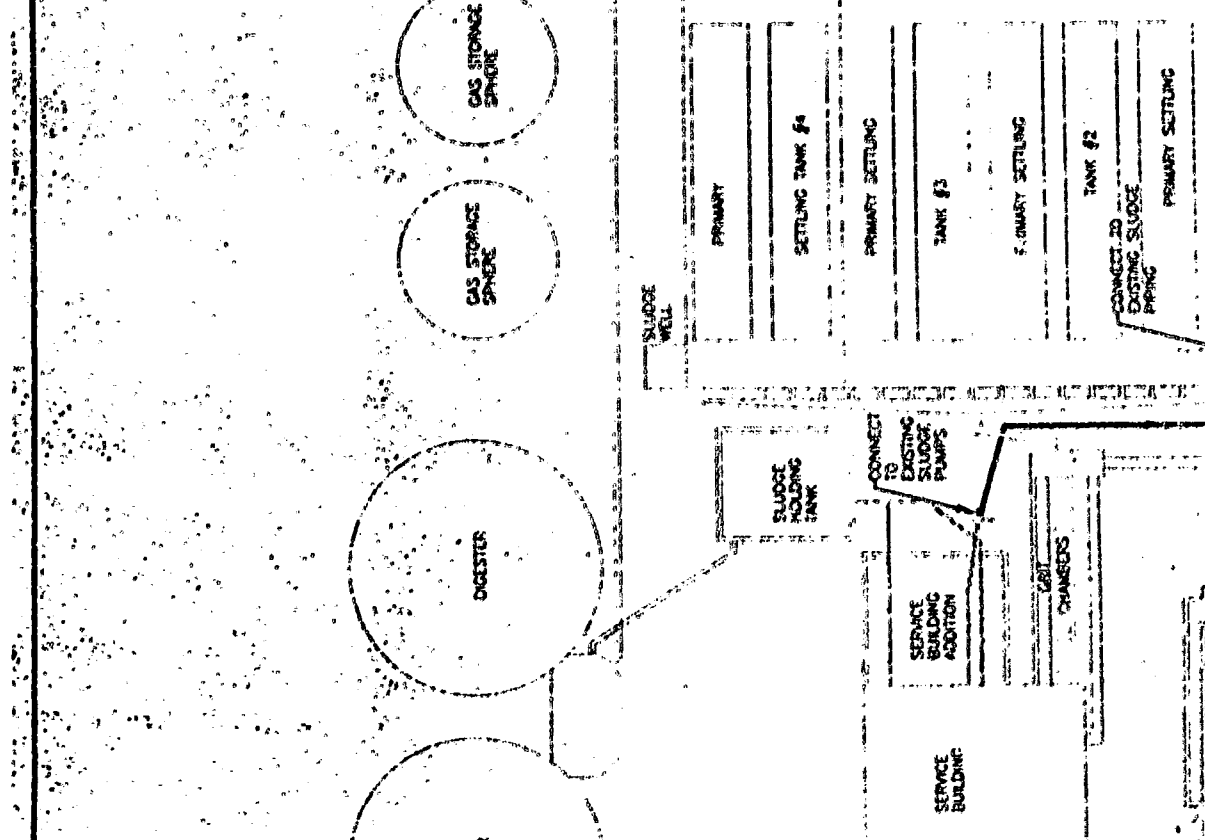 GAS STORAGE
SPHERE
GAS STORAGE
SPHERE
DIGESTER
SLUDGE
WELL
PRIMARY
SETTLING TANK #4
PRIMARY SETTLING
TANK #3
PRIMARY SETTLING
TANK #2
CONNECT TO
EXISTING SLUDGE
PIPING
PRIMARY SETTLING
SLUDGE
HOLDING
TANK
CONNECT
TO
EXISTING
SLUDGE
PUMPS
SERVICE
BUILDING
ADDITION
GRIT
CHAMBERS
SERVICE
BUILDING
R